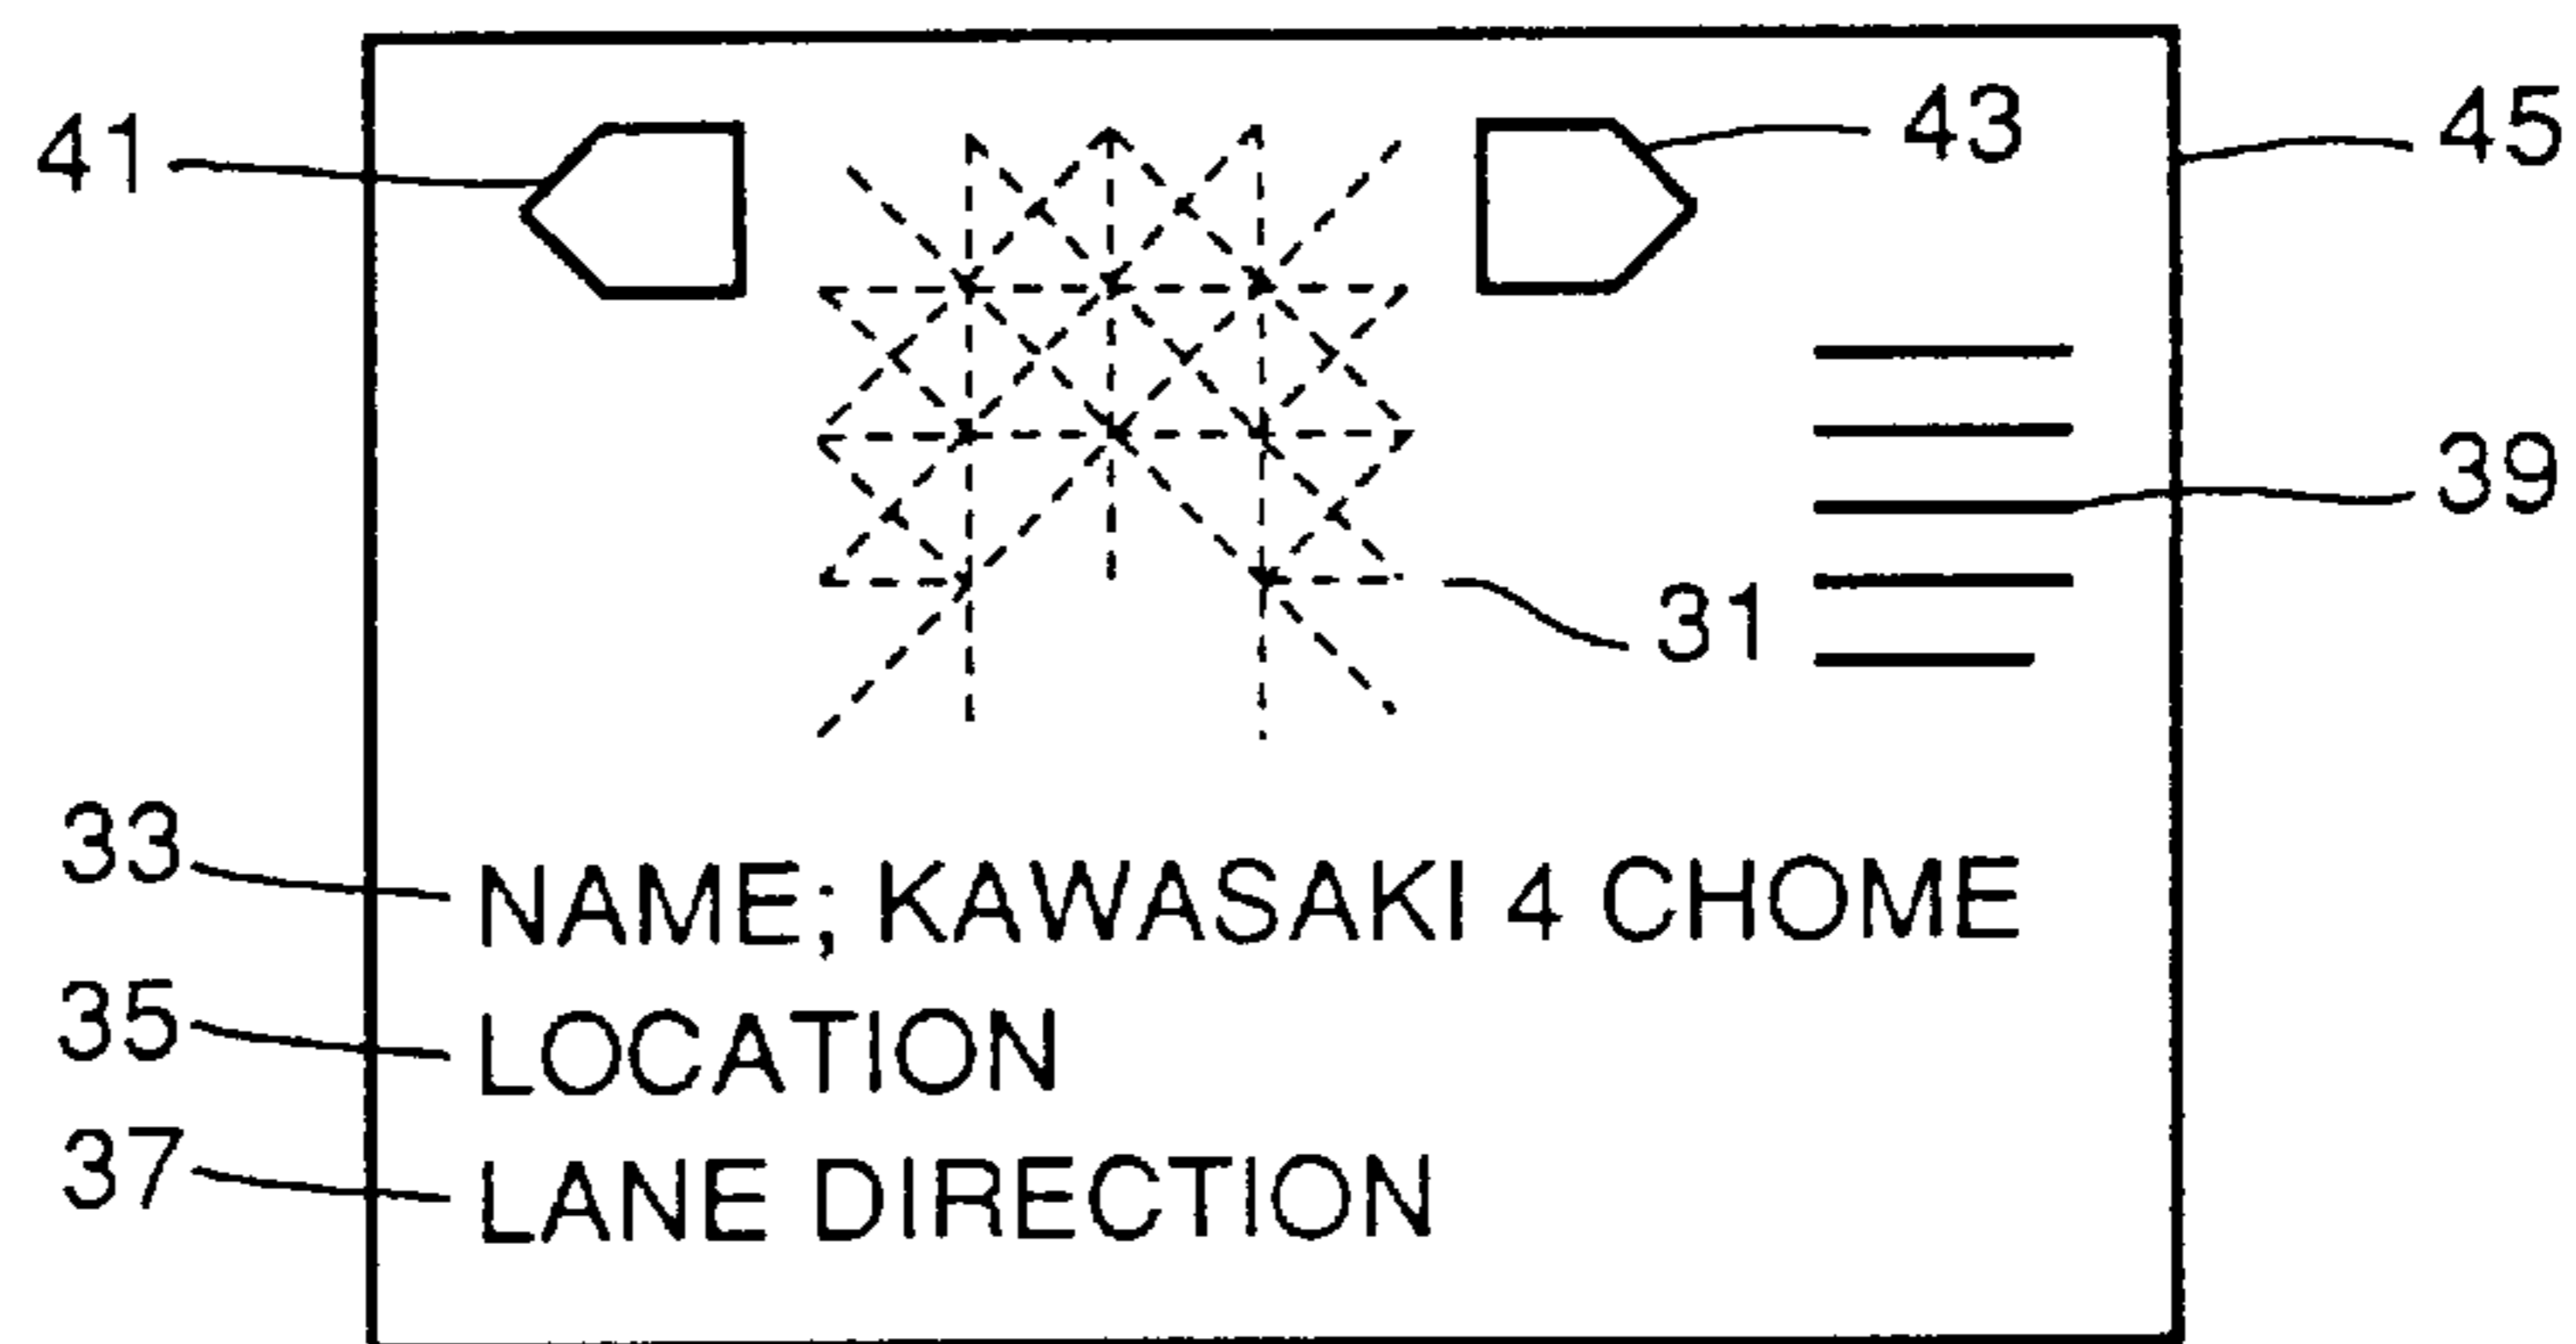 41
43
45
39
31
33
NAME; KAWASAKI 4 CHOME
35
LOCATION
37
LANE DIRECTION